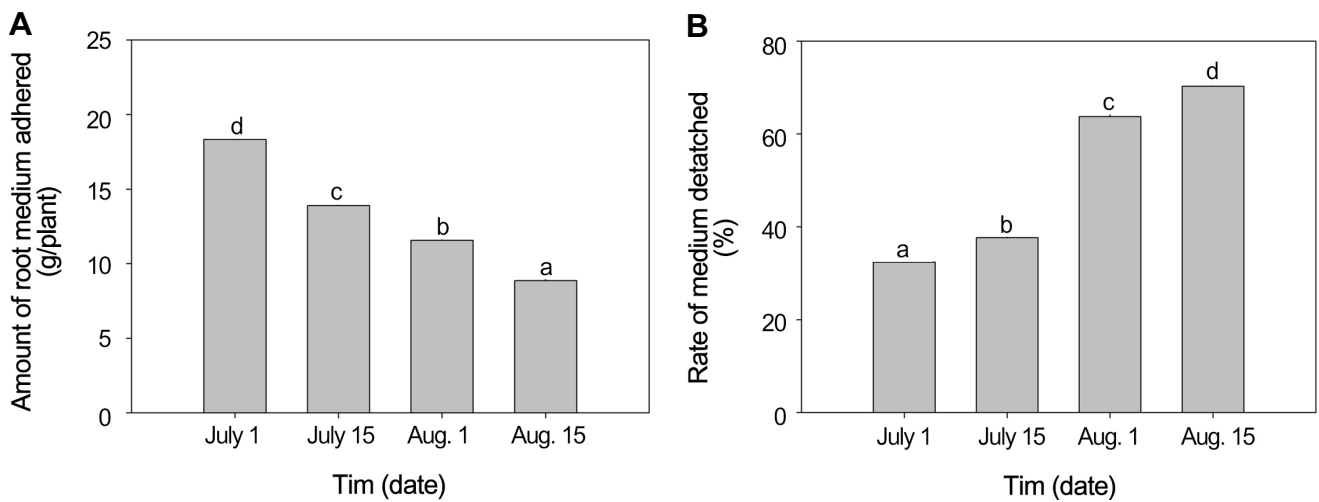 A
Amount of root medium adhered
(g/plant)
25
20
15
10
5
0
d
c
b
a
July 1
July 15
Aug. 1
Aug. 15
Tim (date)
B
Rate of medium detatched
(%)
80
60
40
20
0
a
b
c
d
July 1
July 15
Aug. 1
Aug. 15
Tim (date)